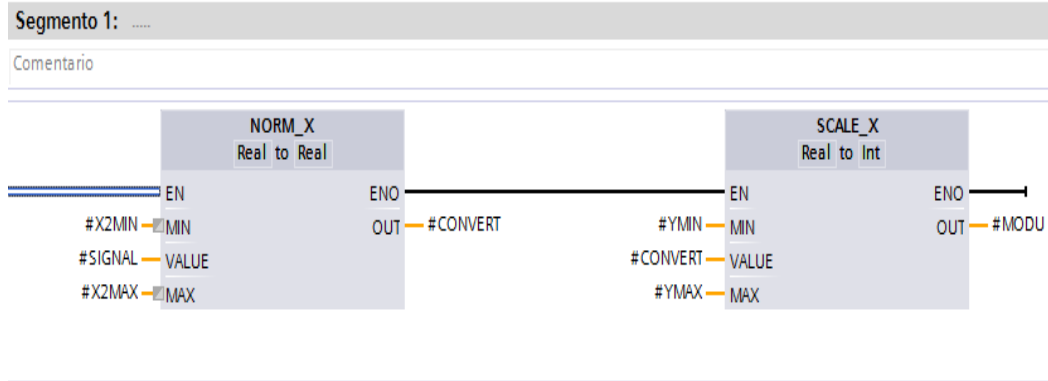 Segmento 1: .....
Comentario
NORM_X
Real to Real
EN ENO
#X2MIN MIN OUT #CONVERT
#SIGNAL VALUE
#X2MAX MAX
SCALE_X
Real to Int
EN ENO
#YMIN MIN OUT #MODU
#CONVERT VALUE
#YMAX MAX